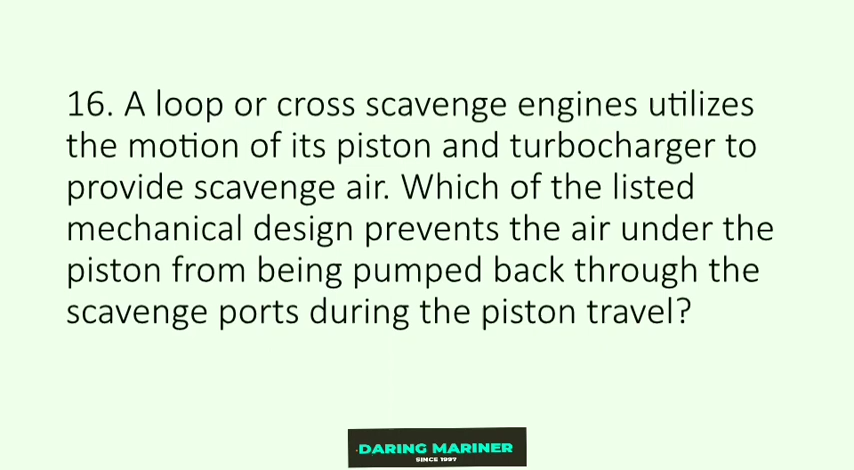 16. A loop or cross scavenge engines utilizes
the motion of its piston and turbocharger to
provide scavenge air. Which of the listed
mechanical design prevents the air under the
piston from being pumped back through the
scavenge ports during the piston travel?
DARING MARINER
SINCE 1997